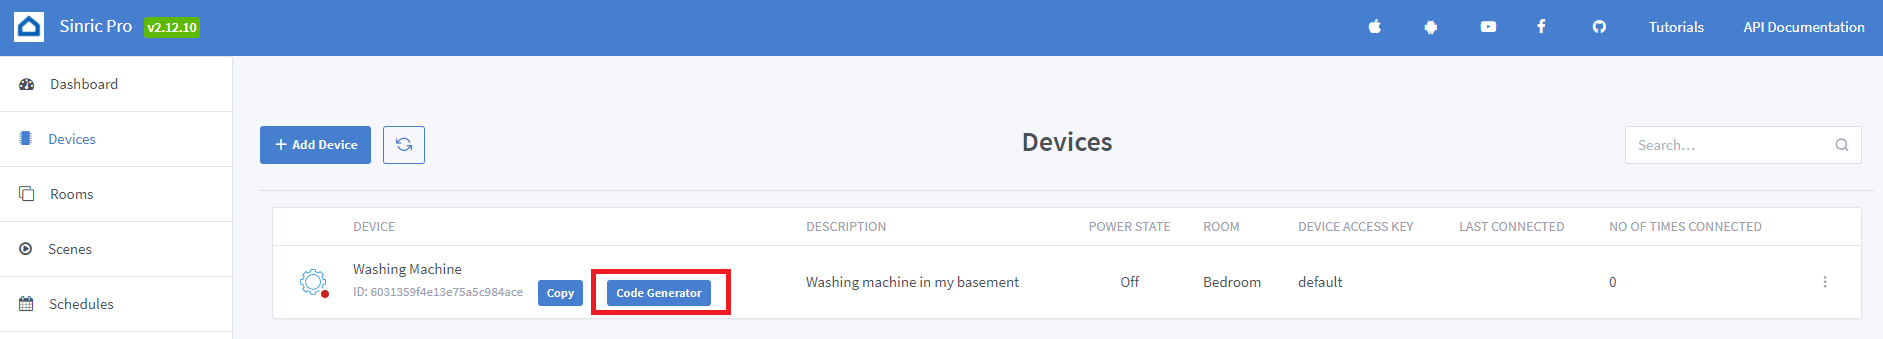 Sinric Pro v2.12.10 Tutorials API Documentation
Dashboard
Devices
Rooms
Scenes
Schedules
+ Add Device
Devices
Search...
DEVICE DESCRIPTION POWER STATE ROOM DEVICE ACCESS KEY LAST CONNECTED NO OF TIMES CONNECTED
Washing Machine
ID: 6031359f4e13e75a5c984ace Copy Code Generator
Washing machine in my basement Off Bedroom default 0